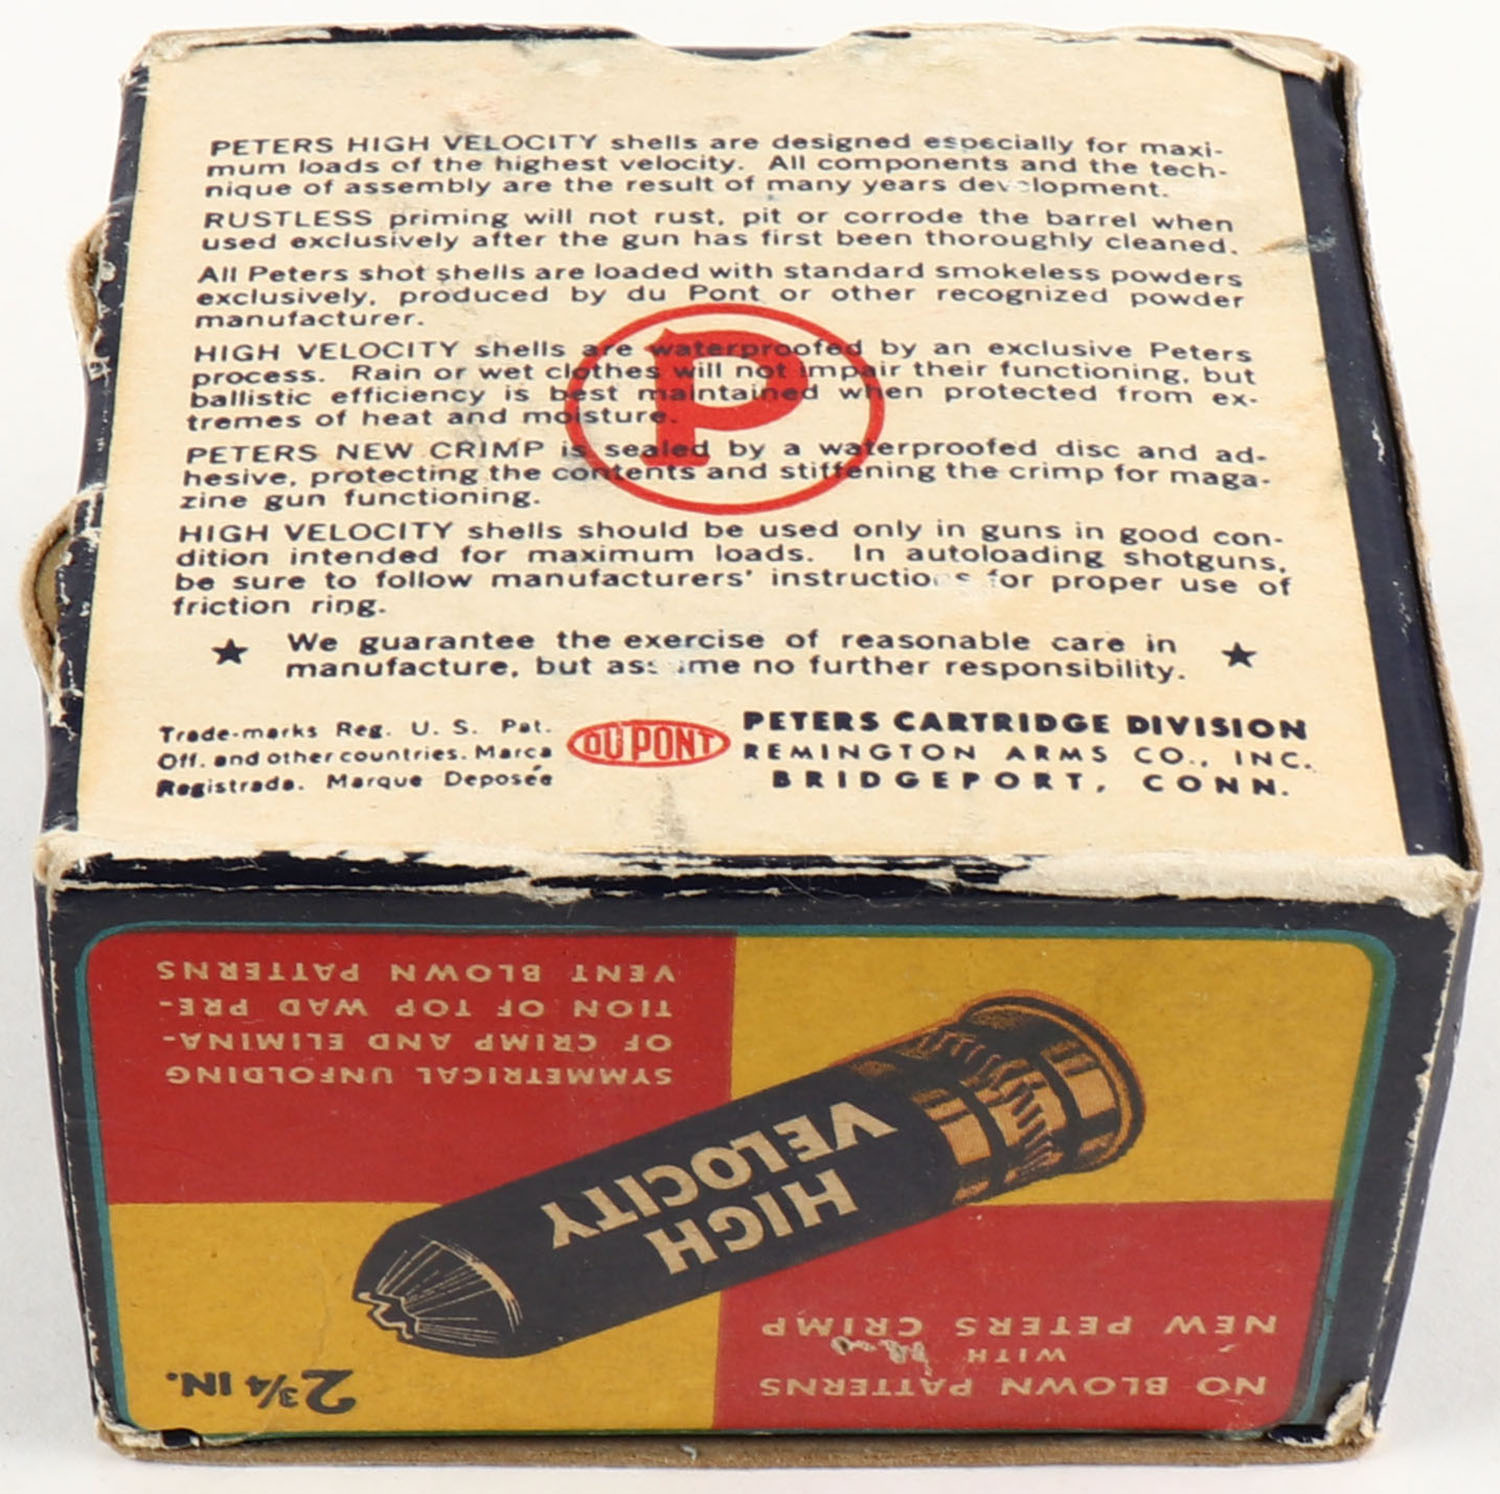 PETERS HIGH VELOCITY shells are designed especially for maxi-
mum loads of the highest velocity. All components and the tech-
nique of assembly are the result of many years development.
RUSTLESS priming will not rust, pit or corrode the barrel when
used exclusively after the gun has first been thoroughly cleaned.
All Peters shot shells are loaded with standard smokeless powders
exclusively, produced by du Pont or other recognized powder
manufacturer.
HIGH VELOCITY shells are waterproofed by an exclusive Peters
process. Rain or wet clothes will not impair their functioning, but
ballistic efficiency is best maintained when protected from ex-
tremes of heat and moisture.
P
PETERS NEW CRIMP is sealed by a waterproofed disc and ad-
hesive, protecting the contents and stiffening the crimp for maga-
zine gun functioning.
HIGH VELOCITY shells should be used only in guns in good con-
dition intended for maximum loads. In autoloading shotguns,
be sure to follow manufacturers' instructions for proper use of
friction ring.
★ We guarantee the exercise of reasonable care in ★
manufacture, but assume no further responsibility.
Trade-marks Reg. U. S. Pat.
Off. and other countries. Marca
Registrada. Marque Deposée
DU PONT
PETERS CARTRIDGE DIVISION
REMINGTON ARMS CO., INC.
BRIDGEPORT, CONN.
NO BLOWN PATTERNS
WITH
NEW PETERS CRIMP
2 3/4 IN.
HIGH
VELOCITY
SYMMETRICAL UNFOLDING
OF CRIMP AND ELIMINA-
TION OF TOP WAD PRE-
VENT BLOWN PATTERNS